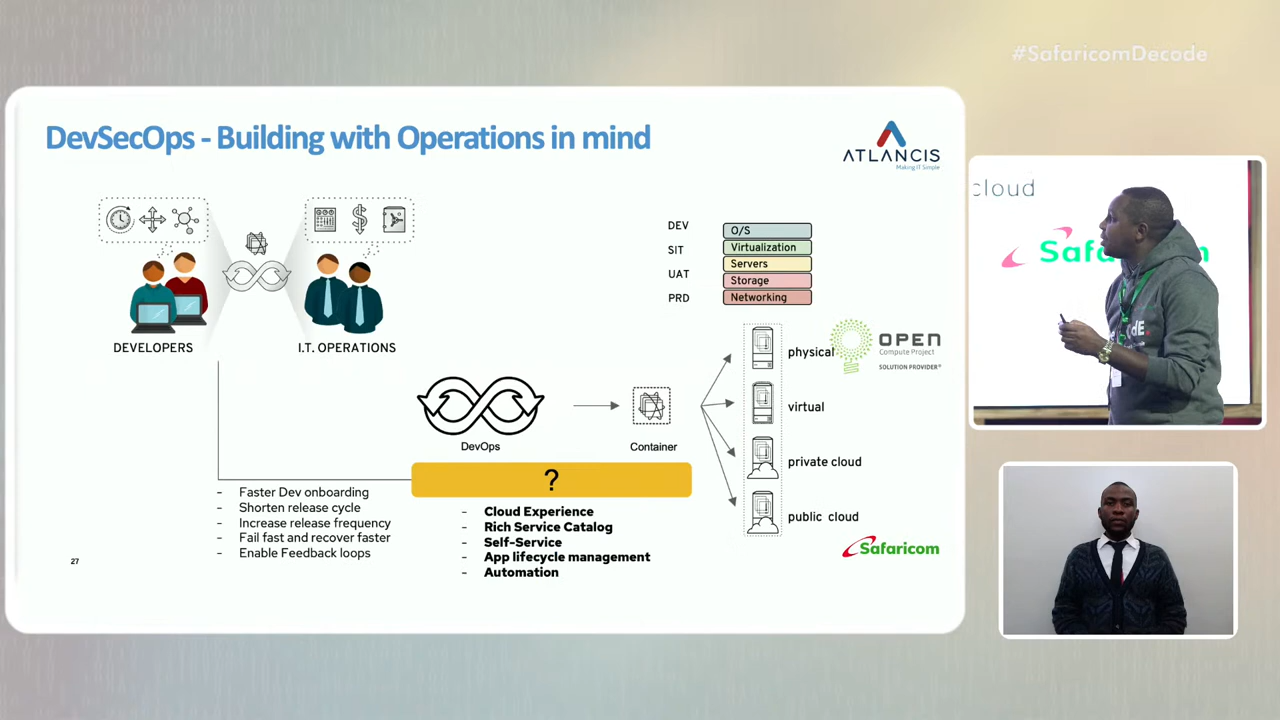 #SafaricomDecode
DevSecOps - Building with Operations in mind
ATLANCIS
Making IT Simple
DEVELOPERS
I.T. OPERATIONS
DEV
SIT
UAT
PRD
O/S
Virtualization
Servers
Storage
Networking
physical
virtual
private cloud
public cloud
OPEN
Compute Project
SOLUTION PROVIDER®
DevOps
Container
?
- Faster Dev onboarding
- Shorten release cycle
- Increase release frequency
- Fail fast and recover faster
- Enable Feedback loops
- Cloud Experience
- Rich Service Catalog
- Self-Service
- App lifecycle management
- Automation
Safaricom
27
cloud